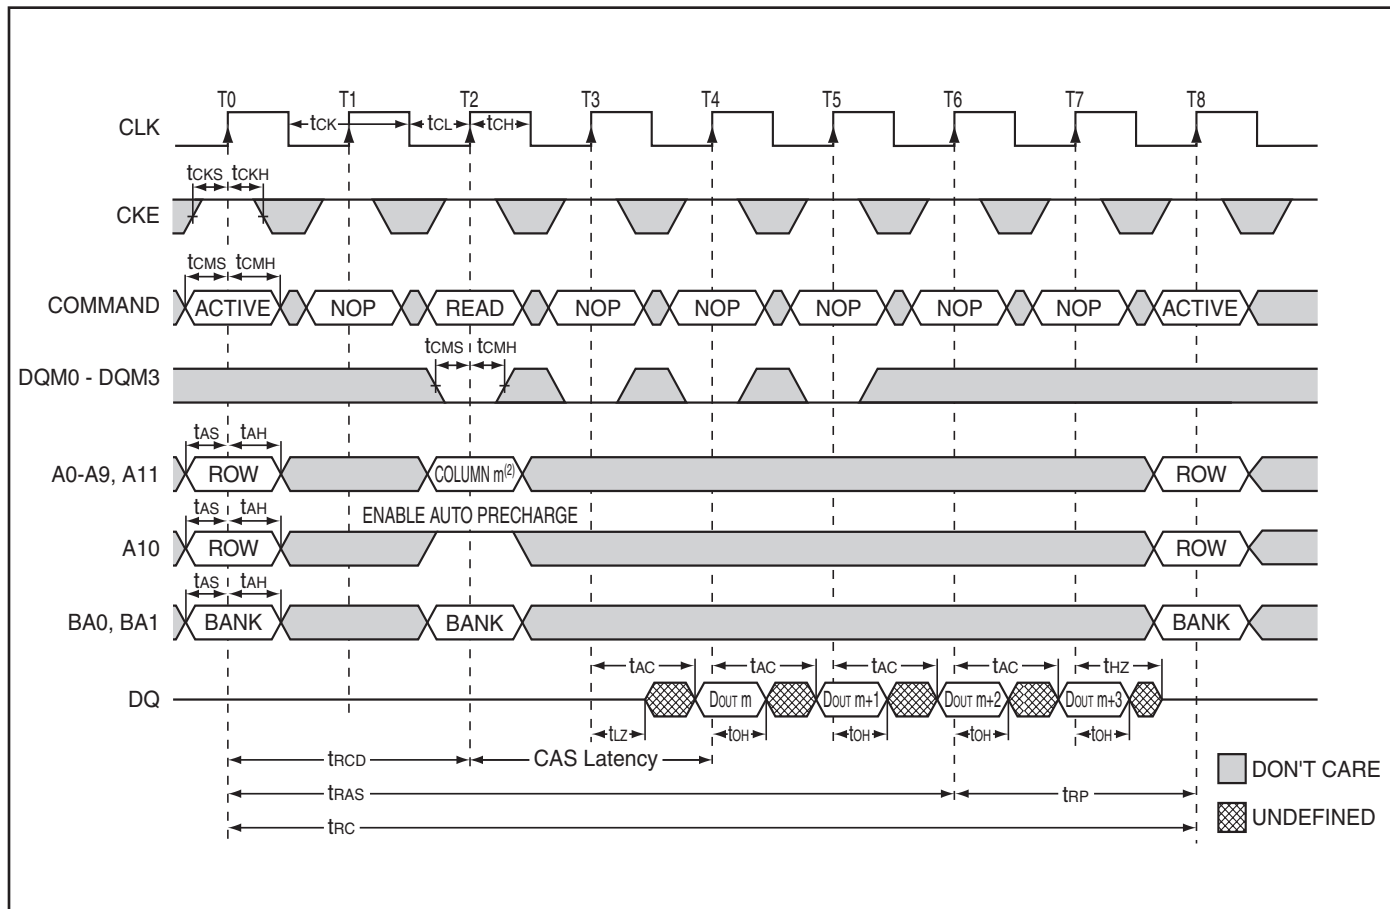 T0 T1 T2 T3 T4 T5 T6 T7 T8
CLK tCK tCL tCH
tCKS tCKH
CKE
tCMS tCMH
COMMAND ACTIVE NOP READ NOP NOP NOP NOP NOP ACTIVE
tCMS tCMH
DQM0 - DQM3
tAS tAH
A0-A9, A11 ROW COLUMN m(2) ROW
tAS tAH ENABLE AUTO PRECHARGE
A10 ROW ROW
tAS tAH
BA0, BA1 BANK BANK BANK
tAC tAC tAC tAC tHZ
DQ DOUT m DOUT m+1 DOUT m+2 DOUT m+3
tLZ tOH tOH tOH tOH
tRCD CAS Latency
DON'T CARE
tRAS tRP
UNDEFINED
tRC